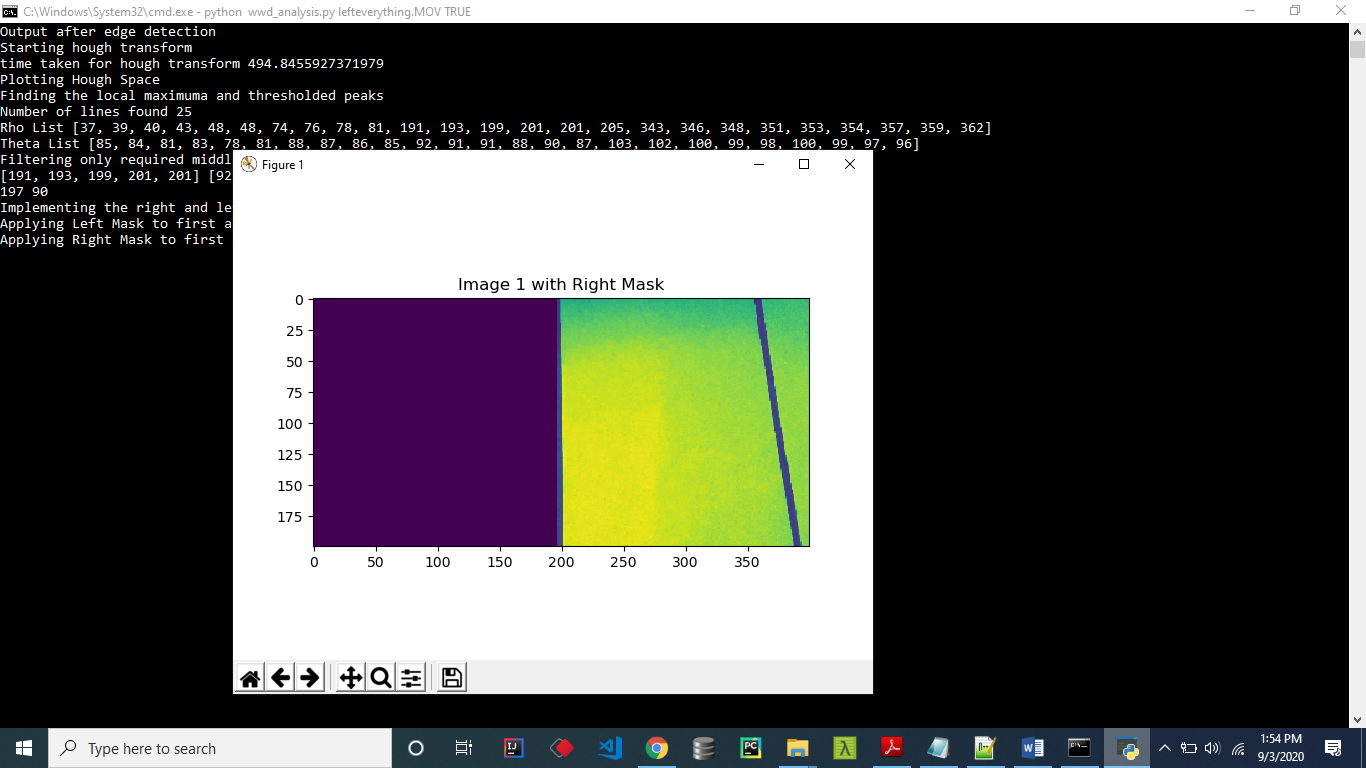 C:\Windows\System32\cmd.exe - python  wwd_analysis.py lefteverything.MOV TRUE
Output after edge detection
Starting hough transform
time taken for hough transform 494.8455927371979
Plotting Hough Space
Finding the local maximuma and thresholded peaks
Number of lines found 25
Rho List [37, 39, 40, 43, 48, 48, 74, 76, 78, 81, 191, 193, 199, 201, 201, 205, 343, 346, 348, 351, 353, 354, 357, 359, 362]
Theta List [85, 84, 81, 83, 78, 81, 88, 87, 86, 85, 92, 91, 91, 88, 90, 87, 103, 102, 100, 99, 98, 100, 99, 97, 96]
Filtering only required middl
[191, 193, 199, 201, 201] [92
197 90
Implementing the right and le
Applying Left Mask to first a
Applying Right Mask to first
Figure 1
Image 1 with Right Mask
0
25
50
75
100
125
150
175
0 50 100 150 200 250 300 350
Type here to search
1:54 PM
9/3/2020